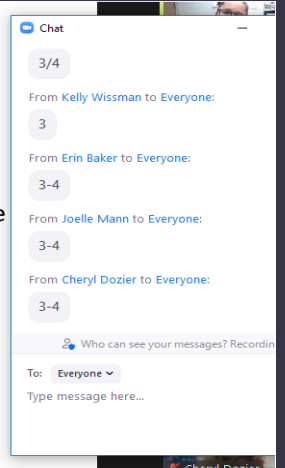 Chat
3/4
From Kelly Wissman to Everyone:
3
From Erin Baker to Everyone:
3-4
From Joelle Mann to Everyone:
3-4
From Cheryl Dozier to Everyone:
3-4
Who can see your messages? Recordin
To: Everyone
Type message here...
Cheryl Dozier